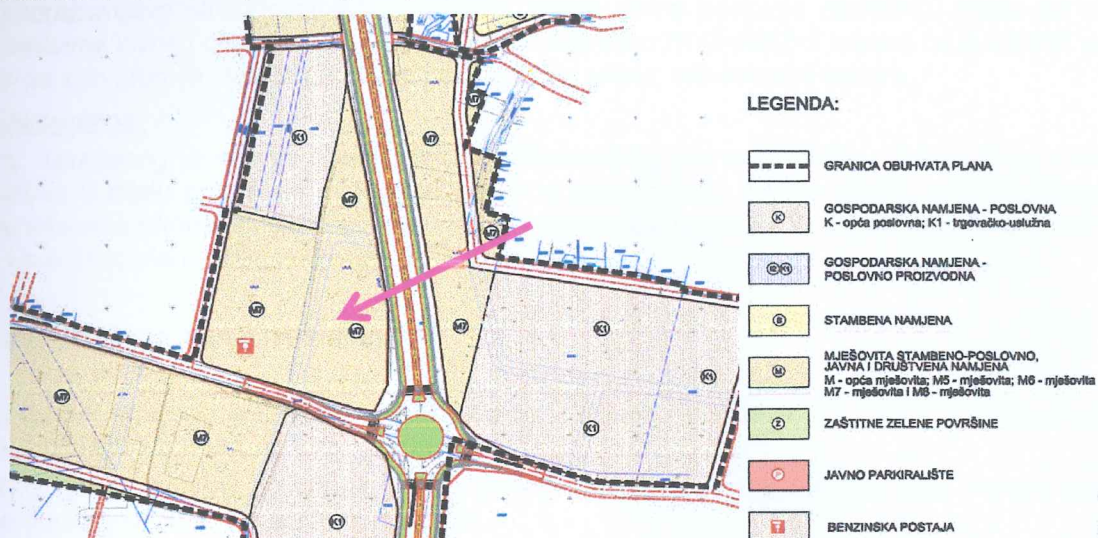 LEGENDA:
GRANICA OBUHVATA PLANA
K
GOSPODARSKA NAMJENA - POSLOVNA
K - opća poslovna; K1 - trgovačko-uslužna
GOSPODARSKA NAMJENA -
POSLOVNO PROIZVODNA
S
STAMBENA NAMJENA
M
MJEŠOVITA STAMBENO-POSLOVNO,
JAVNA I DRUŠTVENA NAMJENA
M - opća mješovita; M5 - mješovita; M6 - mješovita
M7 - mješovita i M8 - mješovita
Z
ZAŠTITNE ZELENE POVRŠINE
P
JAVNO PARKIRALIŠTE
BENZINSKA POSTAJA
K1
M7
M7
M7
M7
M7
M7
M7
K1
K1
K1
M7
M7
K1